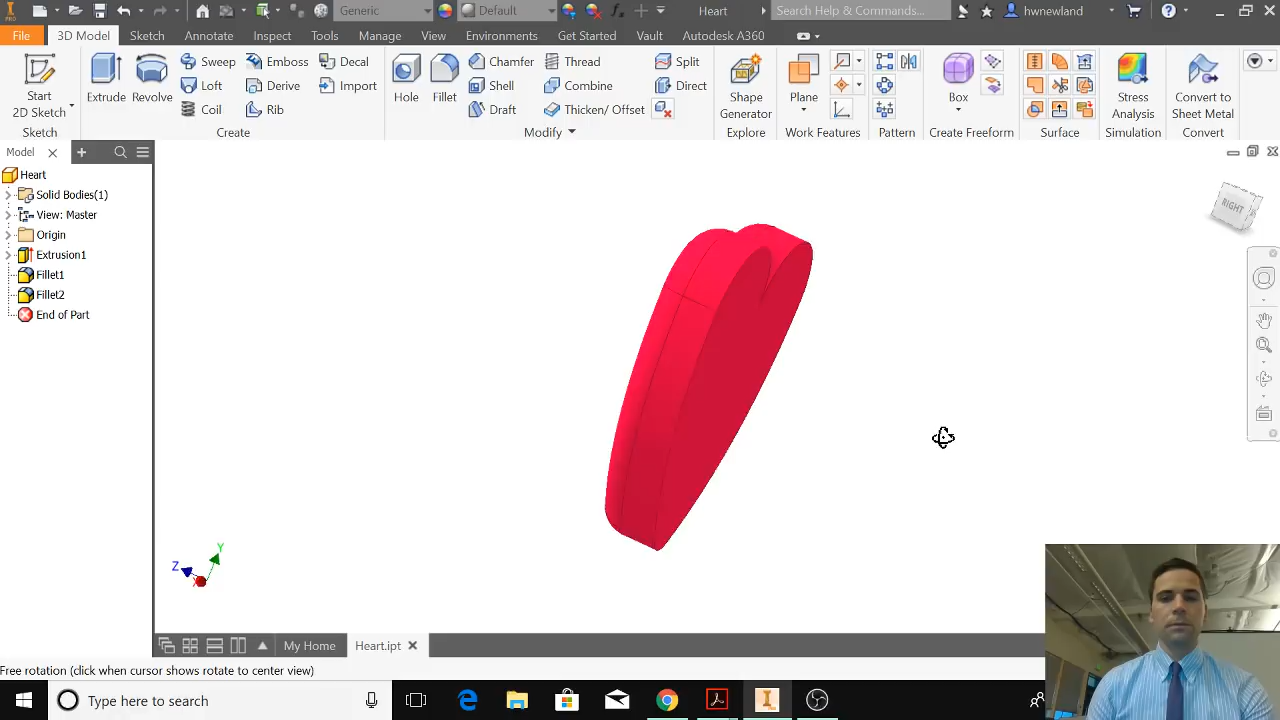 PRO
Generic
Default
Heart
Search Help & Commands...
hwnewland
File
3D Model
Sketch
Annotate
Inspect
Tools
Manage
View
Environments
Get Started
Vault
Autodesk A360
Start
2D Sketch
Sketch
Extrude
Revolve
Sweep
Loft
Coil
Emboss
Derive
Rib
Decal
Import
Create
Hole
Fillet
Chamfer
Shell
Draft
Thread
Combine
Thicken/ Offset
Split
Direct
Modify
Shape
Generator
Explore
Plane
Work Features
Pattern
Box
Create Freeform
Surface
Stress
Analysis
Simulation
Convert to
Sheet Metal
Convert
Model
Heart
Solid Bodies(1)
View: Master
Origin
Extrusion1
Fillet1
Fillet2
End of Part
RIGHT
Y
Z
X
My Home
Heart.ipt
Free rotation (click when cursor shows rotate to center view)
Type here to search